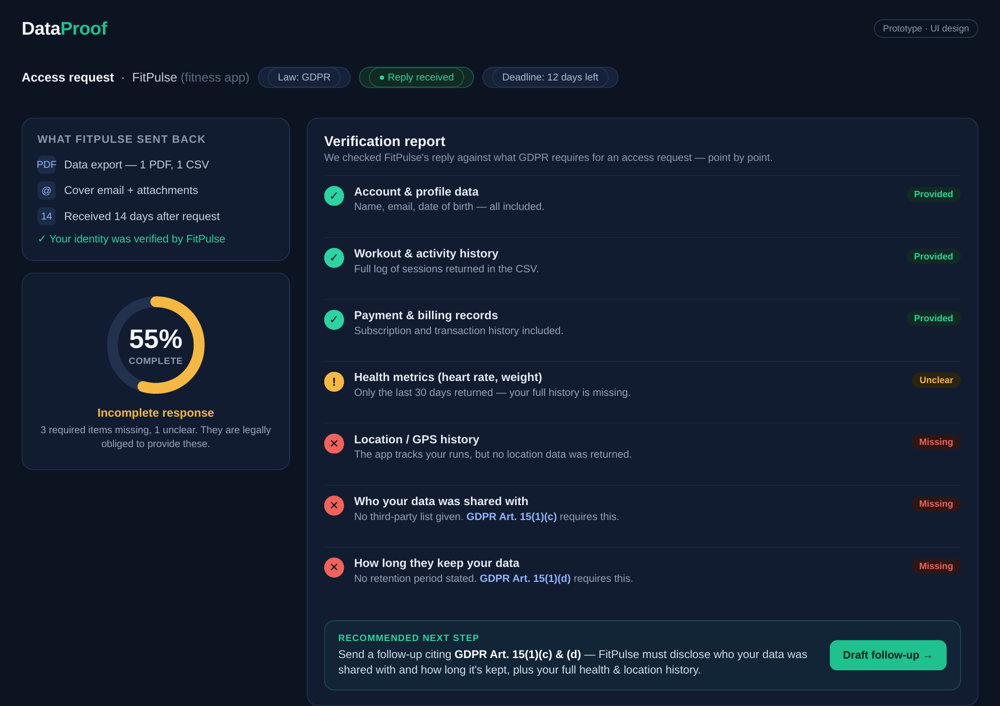 DataProof
Prototype · UI design
Access request · FitPulse (fitness app)
Law: GDPR
● Reply received
Deadline: 12 days left
WHAT FITPULSE SENT BACK
PDF Data export — 1 PDF, 1 CSV
@ Cover email + attachments
14 Received 14 days after request
✓ Your identity was verified by FitPulse
55%
COMPLETE
Incomplete response
3 required items missing, 1 unclear. They are legally
obliged to provide these.
Verification report
We checked FitPulse's reply against what GDPR requires for an access request — point by point.
✓ Account & profile data
Provided
Name, email, date of birth — all included.
✓ Workout & activity history
Provided
Full log of sessions returned in the CSV.
✓ Payment & billing records
Provided
Subscription and transaction history included.
! Health metrics (heart rate, weight)
Unclear
Only the last 30 days returned — your full history is missing.
✕ Location / GPS history
Missing
The app tracks your runs, but no location data was returned.
✕ Who your data was shared with
Missing
No third-party list given. GDPR Art. 15(1)(c) requires this.
✕ How long they keep your data
Missing
No retention period stated. GDPR Art. 15(1)(d) requires this.
RECOMMENDED NEXT STEP
Send a follow-up citing GDPR Art. 15(1)(c) & (d) — FitPulse must disclose who your data was
shared with and how long it's kept, plus your full health & location history.
Draft follow-up →